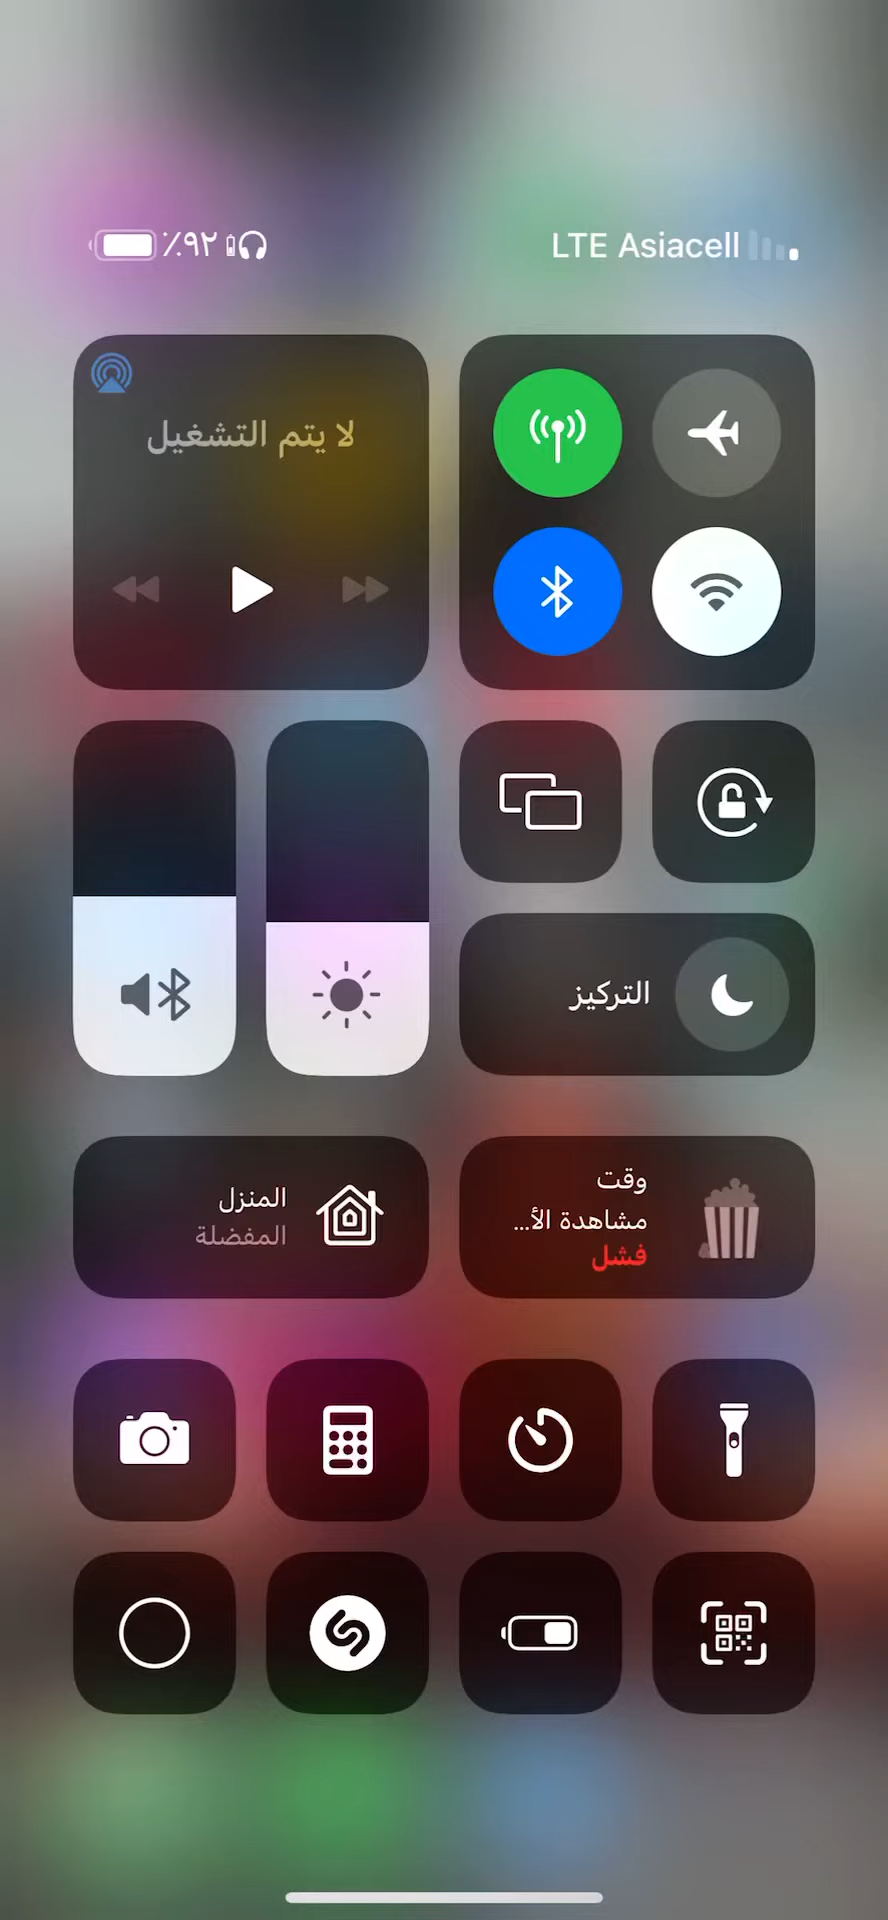 LTE Asiacell
٪٩٢
لا يتم التشغيل
التركيز
وقت
مشاهدة الأ...
فشل
المنزل
المفضلة